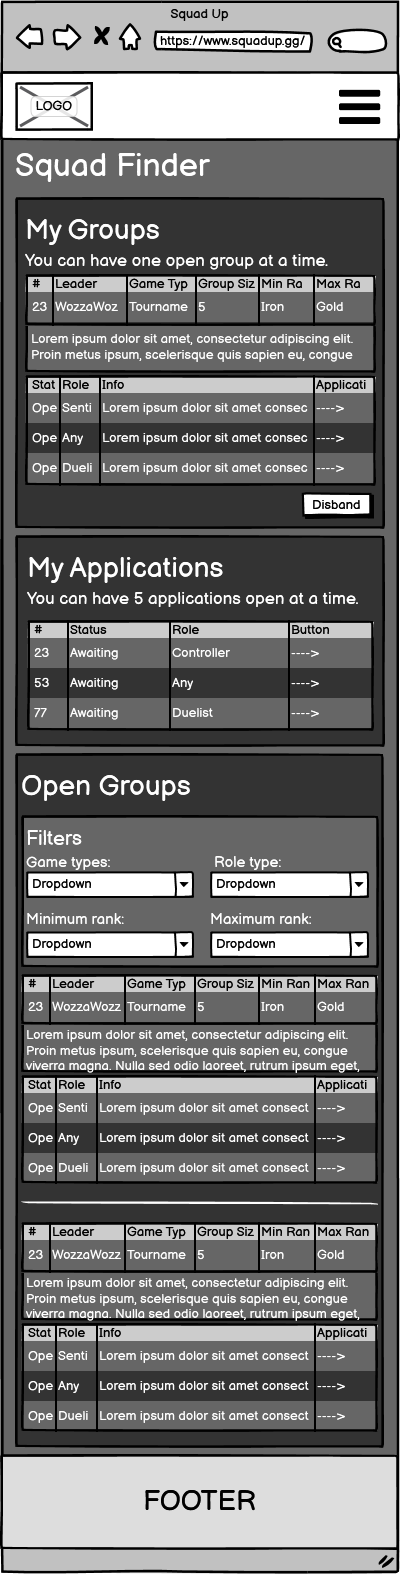 Squad Up
https://www.squadup.gg/
LOGO
Squad Finder
My Groups
You can have one open group at a time.
# Leader Game Typ Group Siz Min Ra Max Ra
23 WozzaWoz Tourname 5 Iron Gold
Lorem ipsum dolor sit amet, consectetur adipiscing elit.
Proin metus ipsum, scelerisque quis sapien eu, congue
Stat Role Info Applicati
Ope Senti Lorem ipsum dolor sit amet consec ---->
Ope Any Lorem ipsum dolor sit amet consec ---->
Ope Dueli Lorem ipsum dolor sit amet consec ---->
Disband
My Applications
You can have 5 applications open at a time.
# Status Role Button
23 Awaiting Controller ---->
53 Awaiting Any ---->
77 Awaiting Duelist ---->
Open Groups
Filters
Game types: Role type:
Dropdown Dropdown
Minimum rank: Maximum rank:
Dropdown Dropdown
# Leader Game Typ Group Siz Min Ran Max Ran
23 WozzaWozz Tourname 5 Iron Gold
Lorem ipsum dolor sit amet, consectetur adipiscing elit.
Proin metus ipsum, scelerisque quis sapien eu, congue
viverra magna. Nulla sed odio laoreet, rutrum ipsum eget,
Stat Role Info Applicati
Ope Senti Lorem ipsum dolor sit amet consect ---->
Ope Any Lorem ipsum dolor sit amet consect ---->
Ope Dueli Lorem ipsum dolor sit amet consect ---->
# Leader Game Typ Group Siz Min Ran Max Ran
23 WozzaWozz Tourname 5 Iron Gold
Lorem ipsum dolor sit amet, consectetur adipiscing elit.
Proin metus ipsum, scelerisque quis sapien eu, congue
viverra magna. Nulla sed odio laoreet, rutrum ipsum eget,
Stat Role Info Applicati
Ope Senti Lorem ipsum dolor sit amet consect ---->
Ope Any Lorem ipsum dolor sit amet consect ---->
Ope Dueli Lorem ipsum dolor sit amet consect ---->
FOOTER